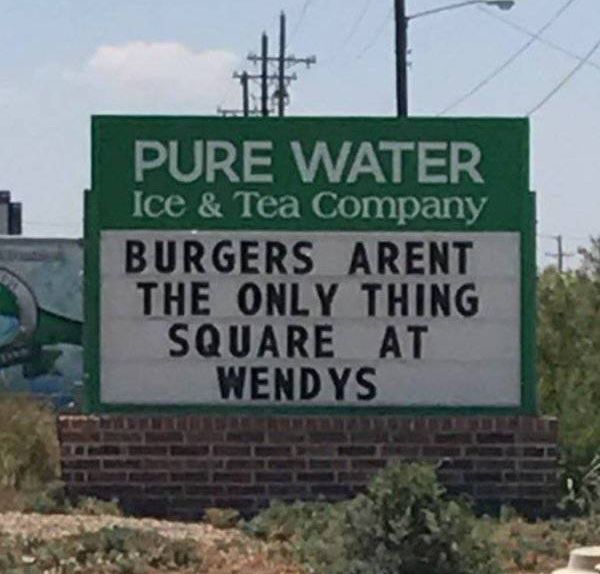 PURE WATER
Ice & Tea Company
BURGERS ARENT
THE ONLY THING
SQUARE AT
WENDYS